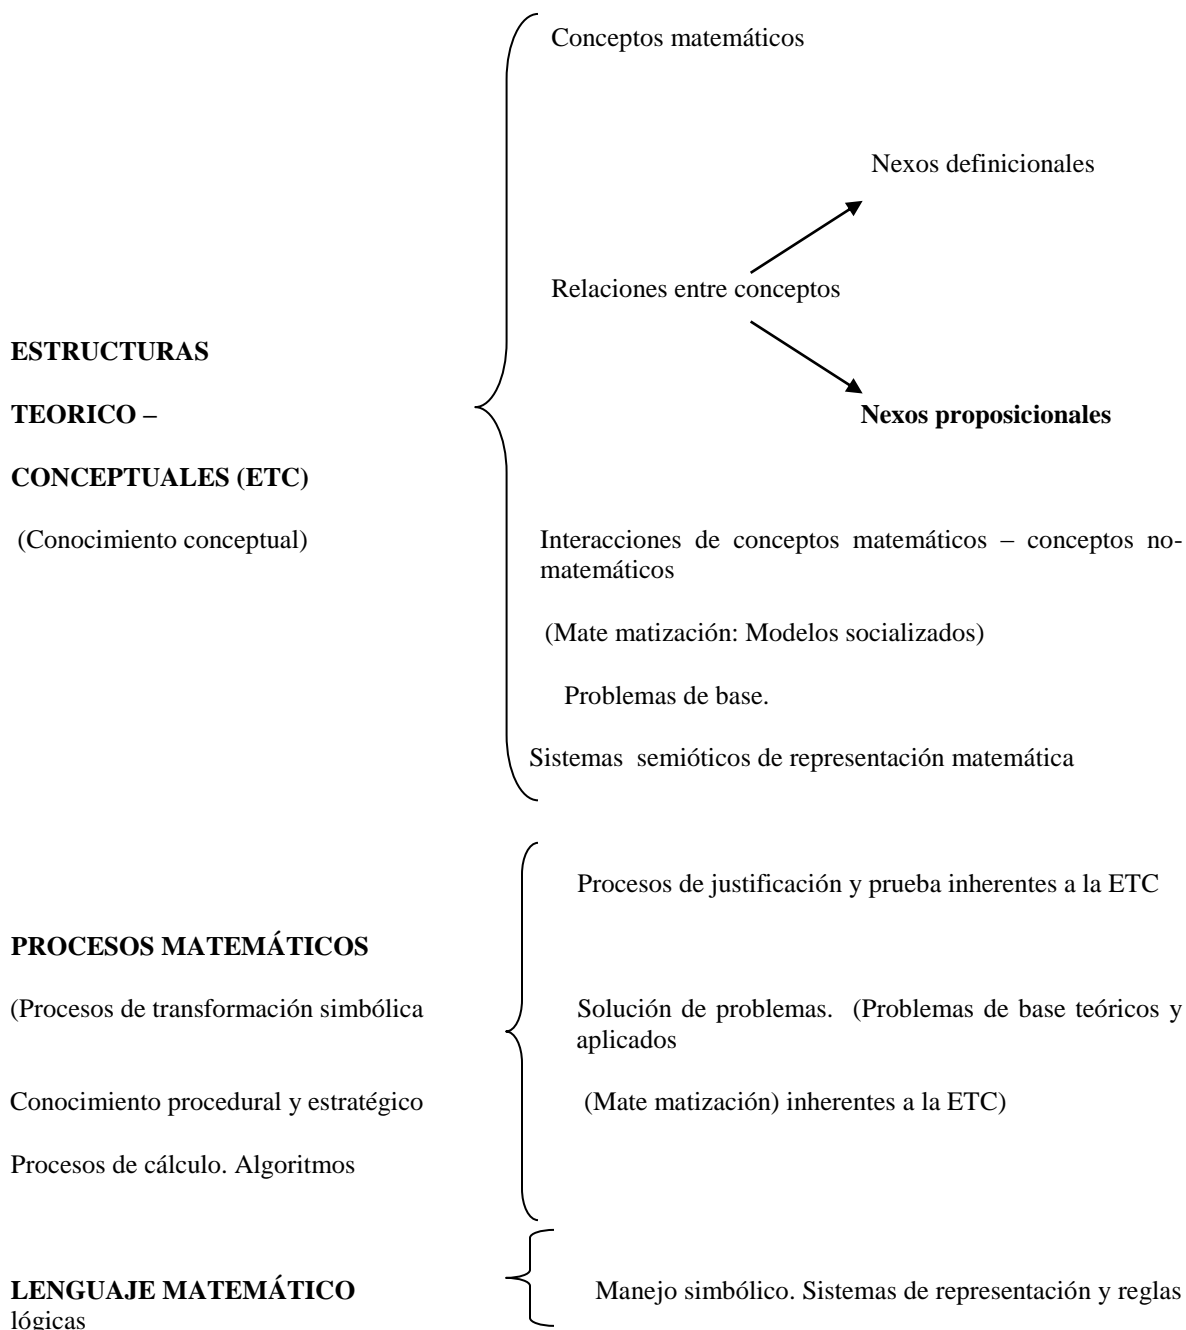 Conceptos matemáticos
Nexos definicionales
Relaciones entre conceptos
ESTRUCTURAS
TEORICO –
Nexos proposicionales
CONCEPTUALES (ETC)
(Conocimiento conceptual)
Interacciones de conceptos matemáticos – conceptos no-
matemáticos
(Mate matización: Modelos socializados)
Problemas de base.
Sistemas semióticos de representación matemática
Procesos de justificación y prueba inherentes a la ETC
PROCESOS MATEMÁTICOS
(Procesos de transformación simbólica
Solución de problemas. (Problemas de base teóricos y
aplicados
Conocimiento procedural y estratégico
(Mate matización) inherentes a la ETC)
Procesos de cálculo. Algoritmos
LENGUAJE MATEMÁTICO
Manejo simbólico. Sistemas de representación y reglas
lógicas